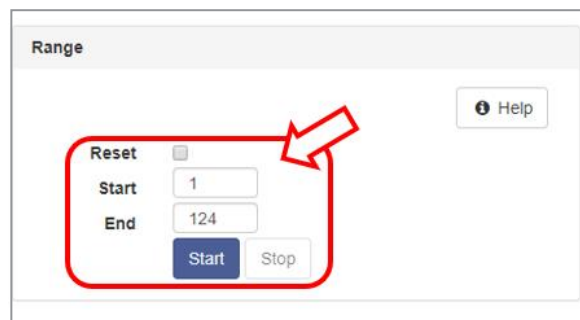 Range
Help
Reset
Start 1
End 124
Start Stop